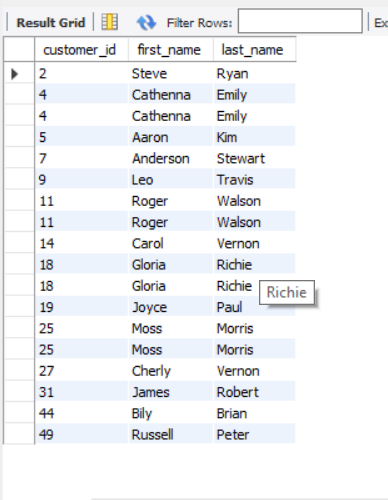 Result Grid Filter Rows: Ex
customer_id first_name last_name
2 Steve Ryan
4 Cathenna Emily
4 Cathenna Emily
5 Aaron Kim
7 Anderson Stewart
9 Leo Travis
11 Roger Walson
11 Roger Walson
14 Carol Vernon
18 Gloria Richie
18 Gloria Richie Richie
19 Joyce Paul
25 Moss Morris
25 Moss Morris
27 Cherly Vernon
31 James Robert
44 Bily Brian
49 Russell Peter